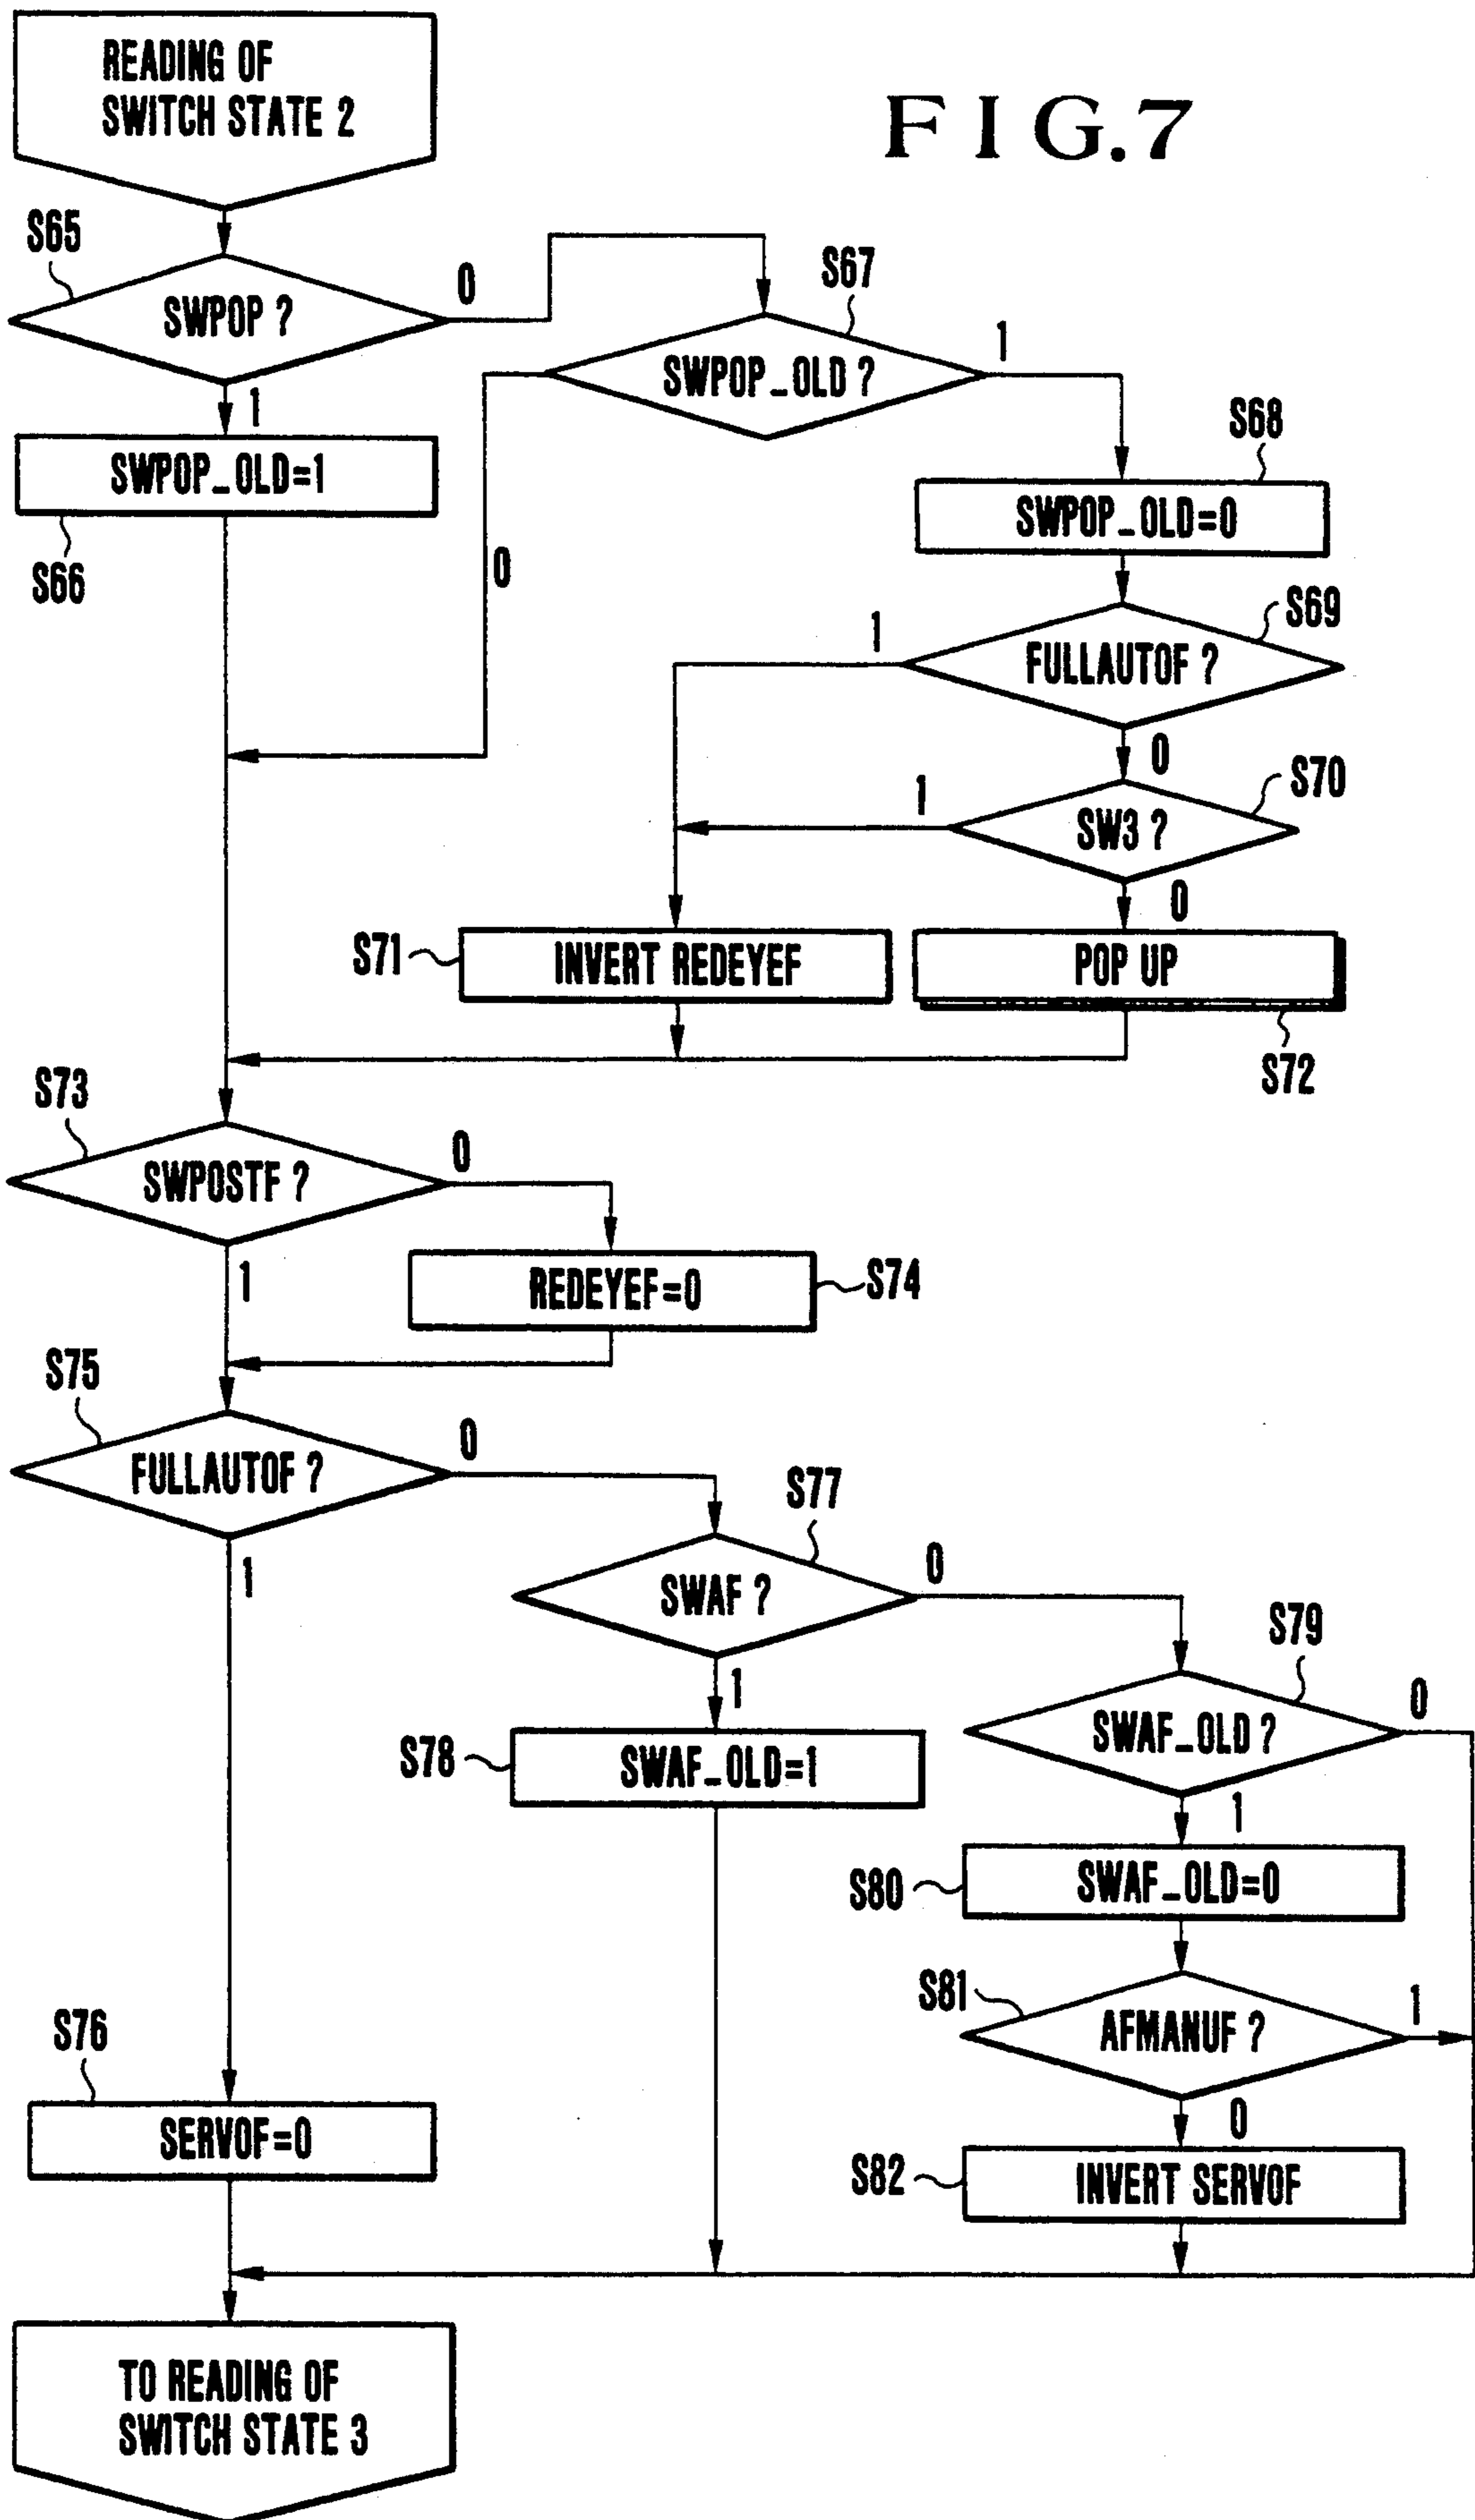 READING OF
SWITCH STATE 2
FIG.7
S65
SWPOP ?
0
1
S67
SWPOP_OLD ?
1
0
SWPOP_OLD=1
S66
S68
SWPOP_OLD=0
S69
FULLAUTOF ?
1
0
S70
SW3 ?
1
0
S71
INVERT REDEYEF
POP UP
S72
S73
SWPOSTF ?
0
1
REDEYEF=0
S74
S75
FULLAUTOF ?
0
1
S77
SWAF ?
0
1
S78
SWAF_OLD=1
S79
SWAF_OLD ?
0
1
S80
SWAF_OLD=0
S81
AFMANUF ?
1
0
S76
SERVOF=0
S82
INVERT SERVOF
TO READING OF
SWITCH STATE 3